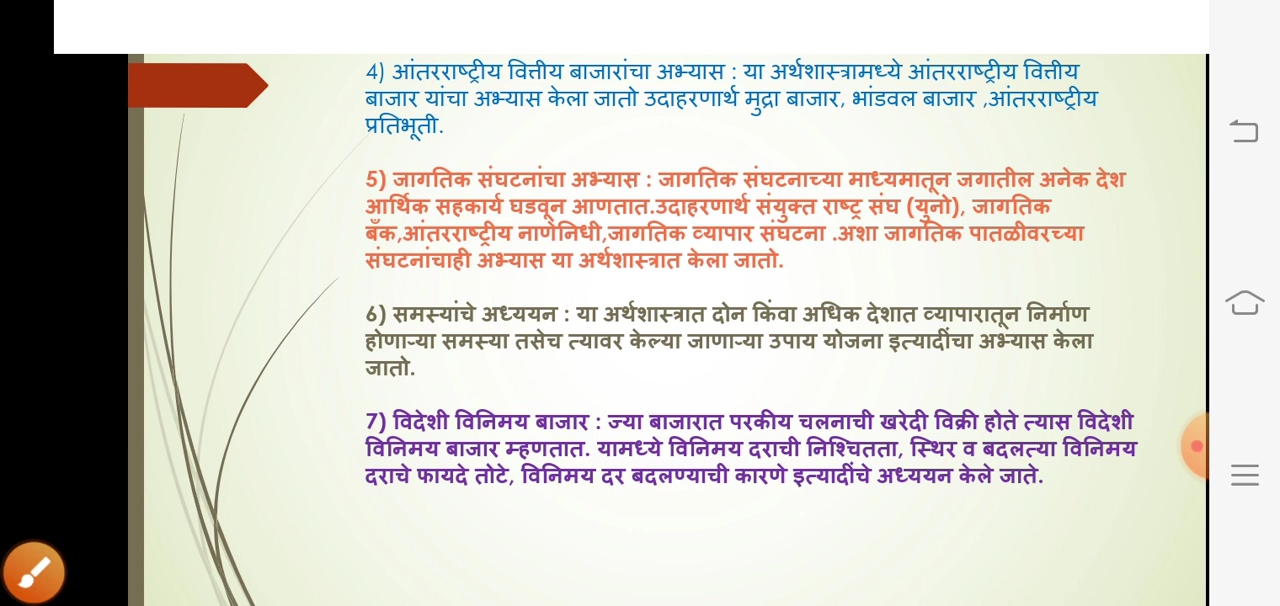 4) आंतरराष्ट्रीय वित्तीय बाजारांचा अभ्यास : या अर्थशास्त्रामध्ये आंतरराष्ट्रीय वित्तीय
बाजार यांचा अभ्यास केला जातो उदाहरणार्थ मुद्रा बाजार, भांडवल बाजार ,आंतरराष्ट्रीय
प्रतिभूती.
5) जागतिक संघटनांचा अभ्यास : जागतिक संघटनाच्या माध्यमातून जगातील अनेक देश
आर्थिक सहकार्य घडवून आणतात.उदाहरणार्थ संयुक्त राष्ट्र संघ (युनो), जागतिक
बँक,आंतरराष्ट्रीय नाणेनिधी,जागतिक व्यापार संघटना .अशा जागतिक पातळीवरच्या
संघटनांचाही अभ्यास या अर्थशास्त्रात केला जातो.
6) समस्यांचे अध्ययन : या अर्थशास्त्रात दोन किंवा अधिक देशात व्यापारातून निर्माण
होणाऱ्या समस्या तसेच त्यावर केल्या जाणाऱ्या उपाय योजना इत्यादींचा अभ्यास केला
जातो.
7) विदेशी विनिमय बाजार : ज्या बाजारात परकीय चलनाची खरेदी विक्री होते त्यास विदेशी
विनिमय बाजार म्हणतात. यामध्ये विनिमय दराची निश्चितता, स्थिर व बदलत्या विनिमय
दराचे फायदे तोटे, विनिमय दर बदलण्याची कारणे इत्यादींचे अध्ययन केले जाते.